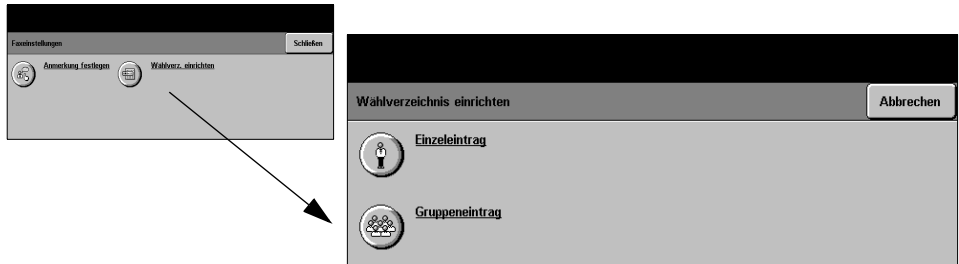 Faxeinstellungen Schließen
Anmerkung festlegen Wählverz. einrichten
Wählverzeichnis einrichten Abbrechen
Einzeleintrag
Gruppeneintrag